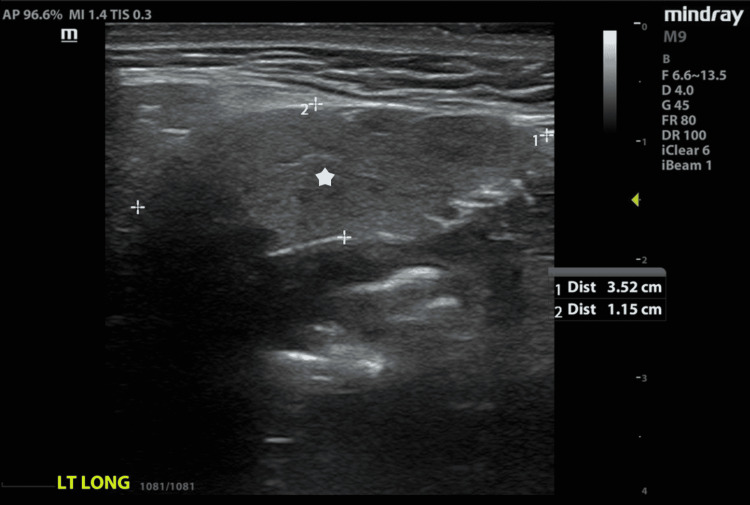 AP 96.6% MI 1.4 TIS 0.3
m
mindray
M9
B
F 6.6~13.5
D 4.0
G 45
FR 80
DR 100
iClear 6
iBeam 1
0
1
2
3
4
2
1
1 Dist 3.52 cm
2 Dist 1.15 cm
LT LONG 1081/1081